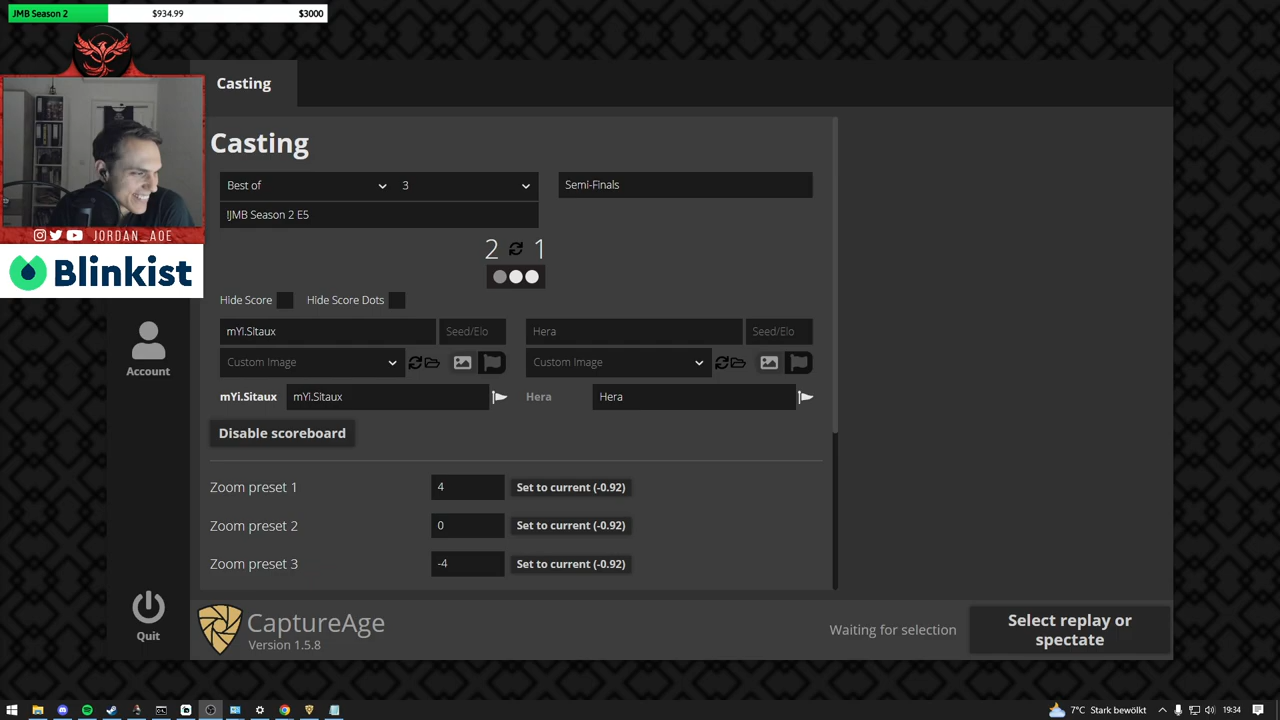 JMB Season 2 $934.99 $3000
Casting
Casting
Best of 3 Semi-Finals
!JMB Season 2 E5
2 1
Hide Score Hide Score Dots
mYi.Sitaux Seed/Elo Hera Seed/Elo
Custom Image Custom Image
mYi.Sitaux mYi.Sitaux Hera Hera
Disable scoreboard
Zoom preset 1 4 Set to current (-0.92)
Zoom preset 2 0 Set to current (-0.92)
Zoom preset 3 -4 Set to current (-0.92)
JORDAN_AOE
Blinkist
Account
Quit
CaptureAge
Version 1.5.8
Waiting for selection
Select replay or
spectate
7°C Stark bewölkt 19:34